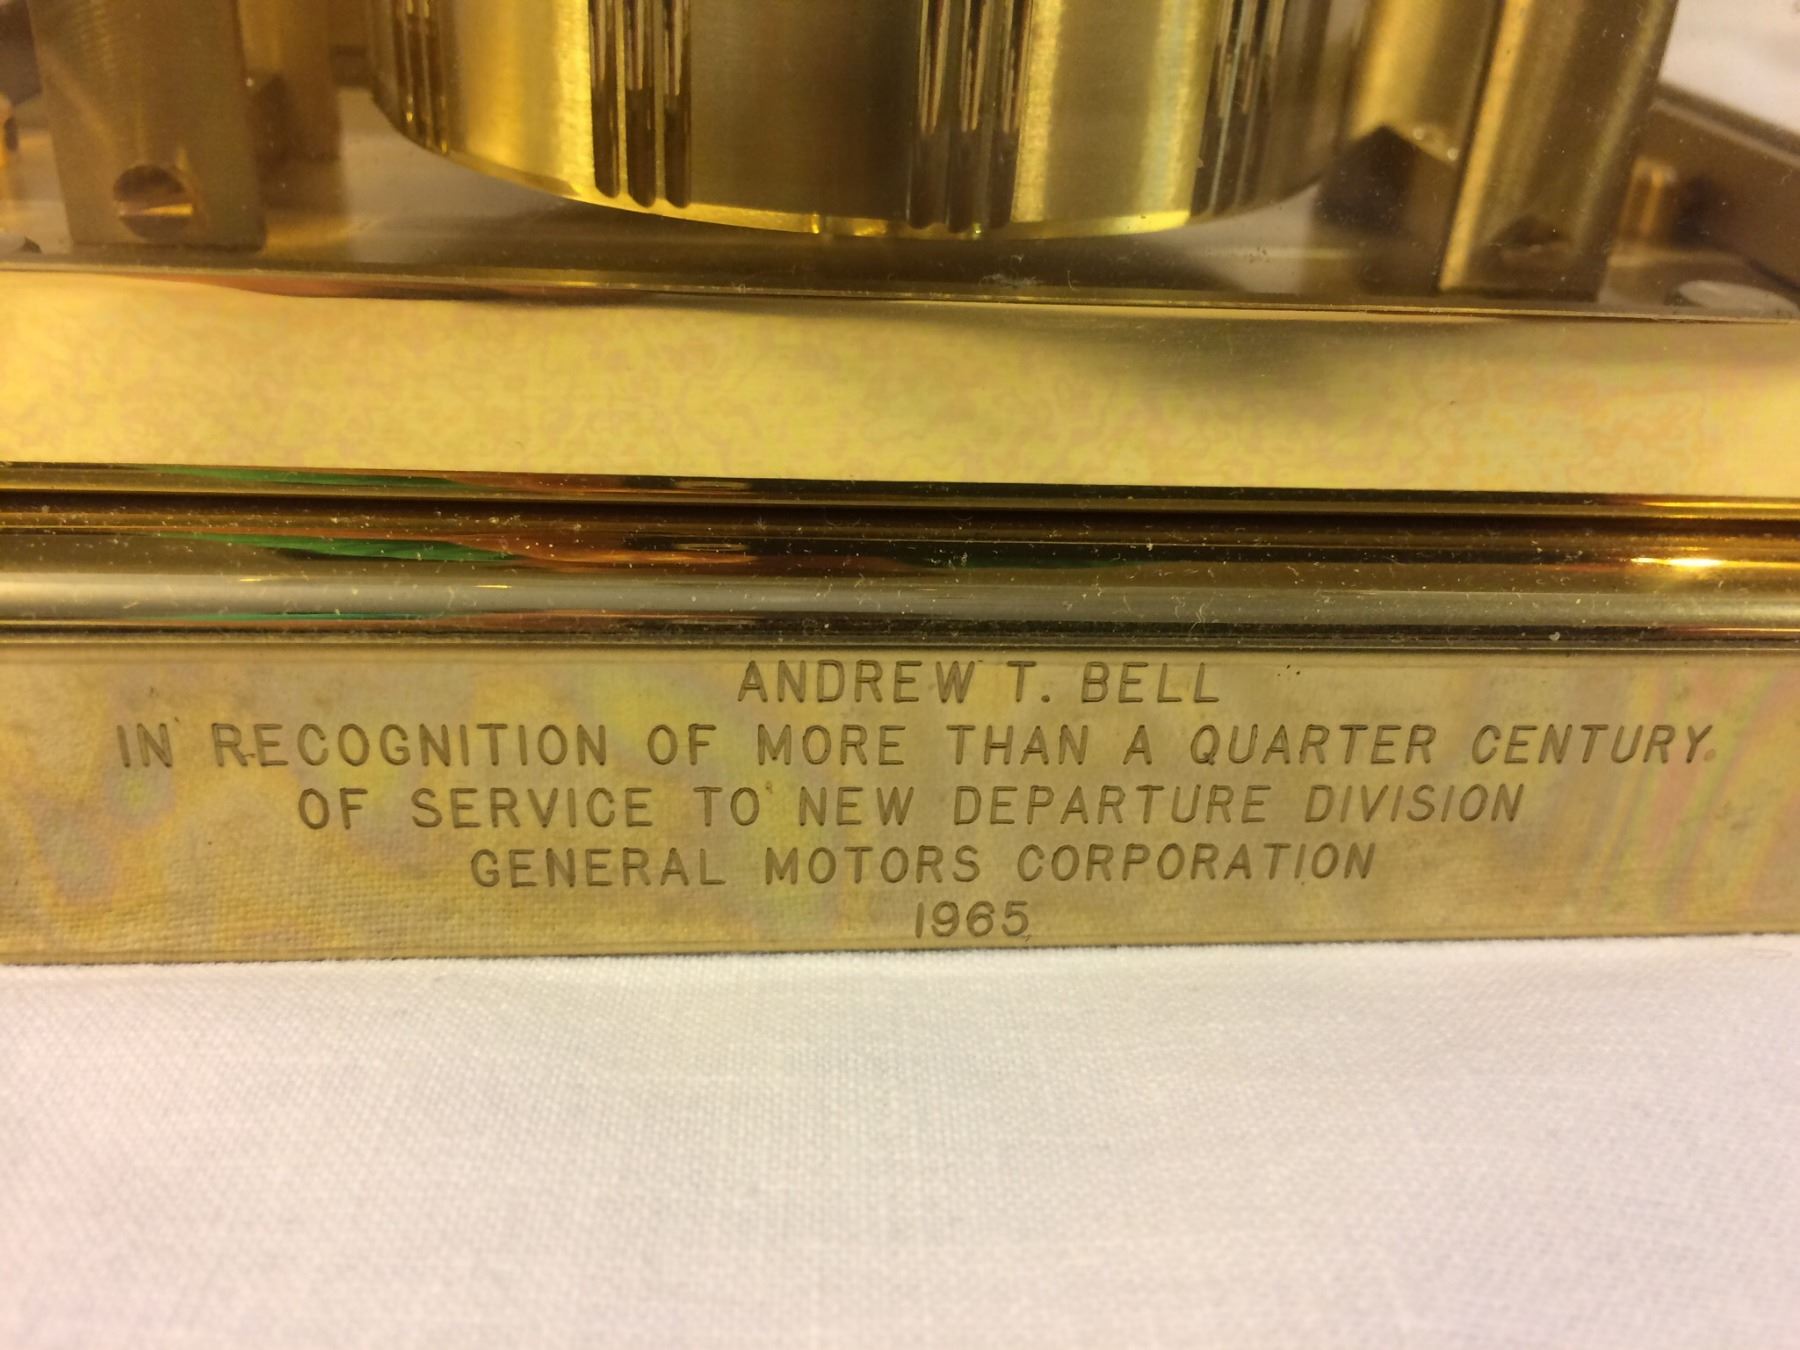 ANDREW T. BELL
IN RECOGNITION OF MORE THAN A QUARTER CENTURY
OF SERVICE TO NEW DEPARTURE DIVISION
GENERAL MOTORS CORPORATION
1965